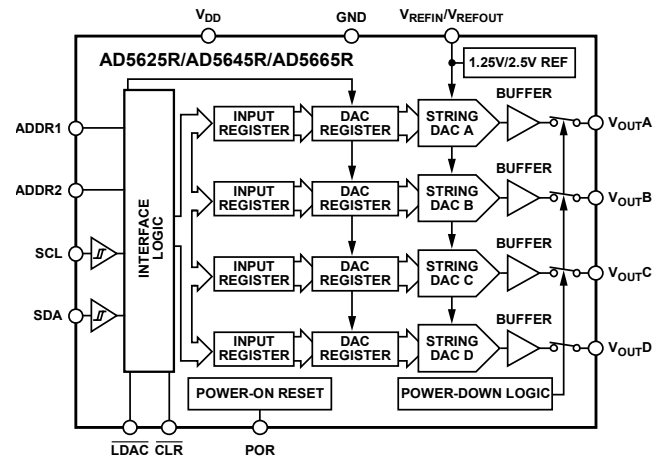 VDD
GND
VREFIN/VREFOUT
AD5625R/AD5645R/AD5665R
1.25V/2.5V REF
ADDR1
ADDR2
SCL
SDA
INTERFACE
LOGIC
INPUT
REGISTER
DAC
REGISTER
STRING
DAC A
BUFFER
VOUTA
INPUT
REGISTER
DAC
REGISTER
STRING
DAC B
BUFFER
VOUTB
INPUT
REGISTER
DAC
REGISTER
STRING
DAC C
BUFFER
VOUTC
INPUT
REGISTER
DAC
REGISTER
STRING
DAC D
BUFFER
VOUTD
POWER-ON RESET
POWER-DOWN LOGIC
LDAC
CLR
POR